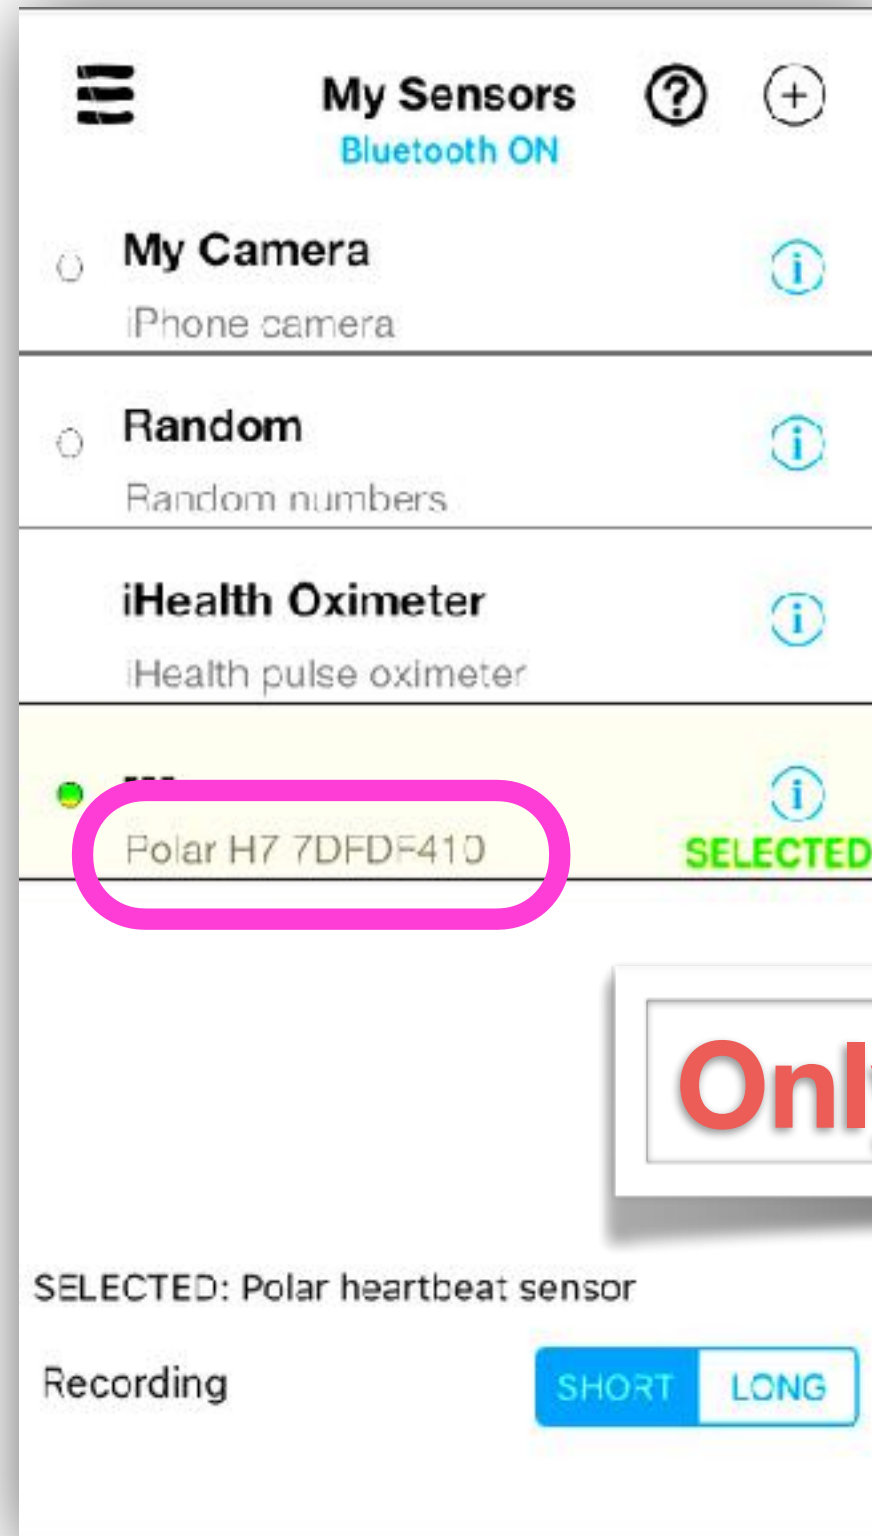 My Sensors
Bluetooth ON
My Camera
iPhone camera
Random
Random numbers
iHealth Oximeter
iHealth pulse oximeter
Polar H7 7DFDF410
SELECTED
Only
SELECTED: Polar heartbeat sensor
Recording
SHORT LONG